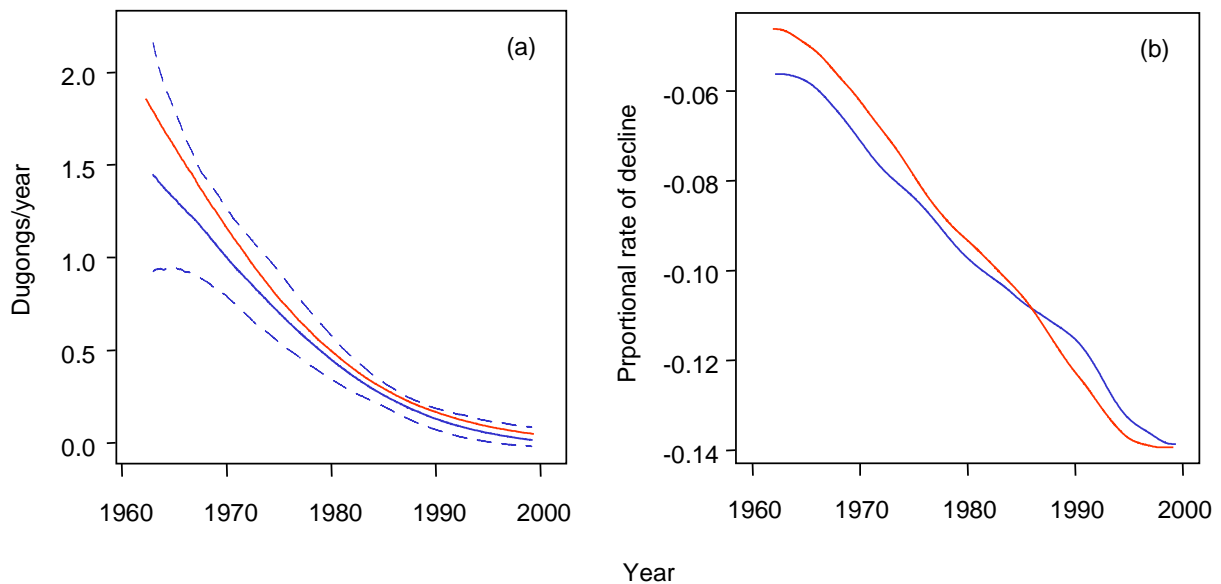 (a)
Dugongs/year
2.0
1.5
1.0
0.5
0.0
1960 1970 1980 1990 2000
(b)
Prportional rate of decline
-0.06
-0.08
-0.10
-0.12
-0.14
1960 1970 1980 1990 2000
Year